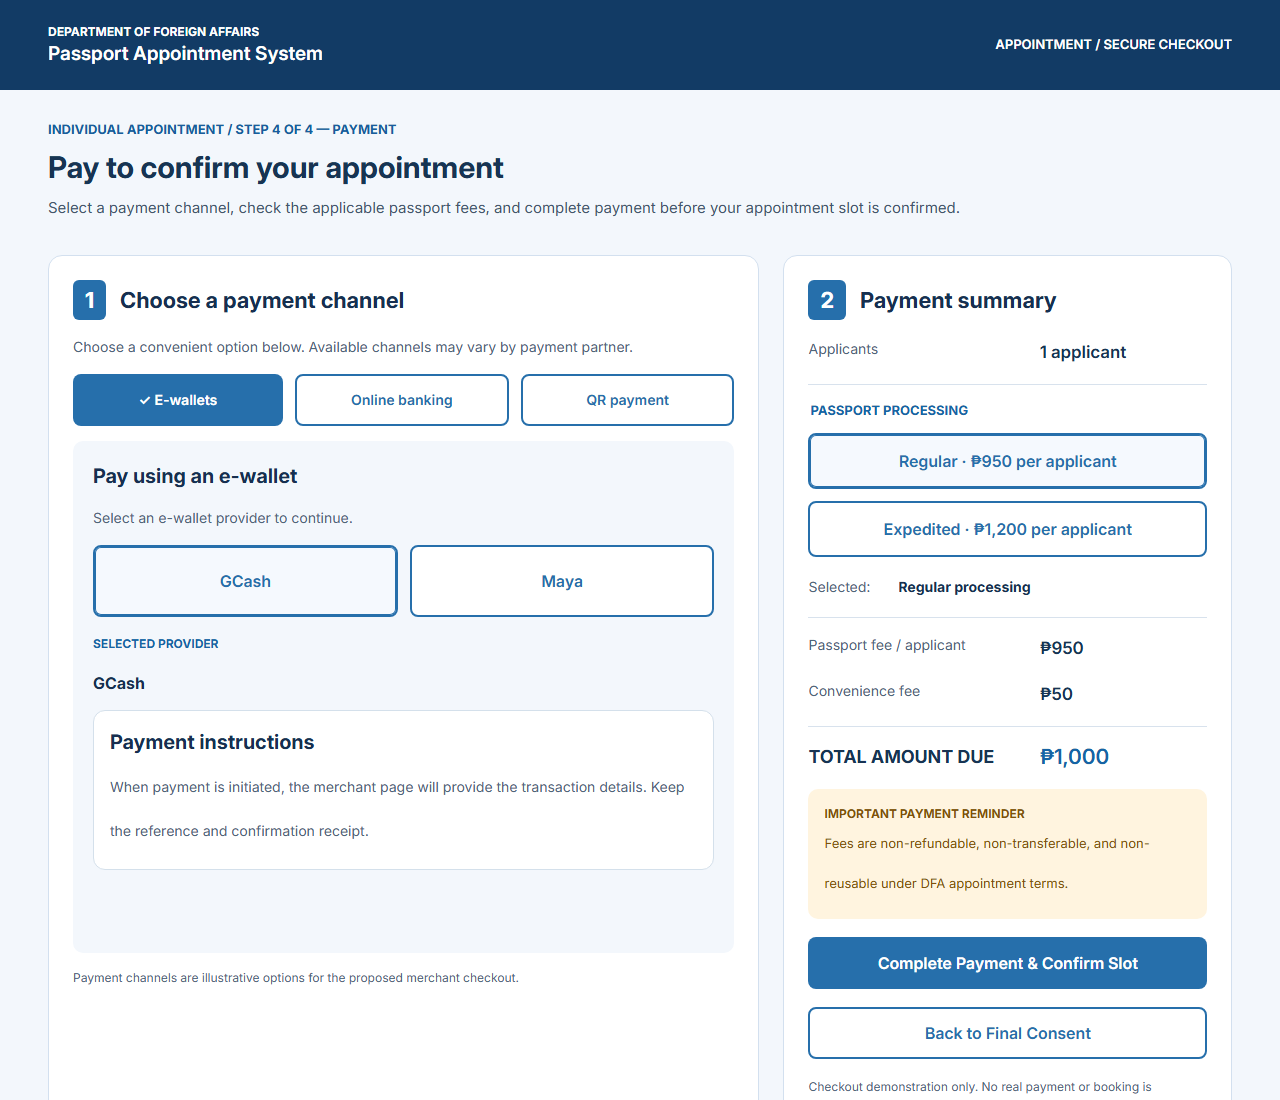 DEPARTMENT OF FOREIGN AFFAIRS
Passport Appointment System
APPOINTMENT / SECURE CHECKOUT
INDIVIDUAL APPOINTMENT / STEP 4 OF 4 — PAYMENT
Pay to confirm your appointment
Select a payment channel, check the applicable passport fees, and complete payment before your appointment slot is confirmed.
1 Choose a payment channel
Choose a convenient option below. Available channels may vary by payment partner.
✓ E-wallets
Online banking
QR payment
Pay using an e-wallet
Select an e-wallet provider to continue.
GCash
Maya
SELECTED PROVIDER
GCash
Payment instructions
When payment is initiated, the merchant page will provide the transaction details. Keep
the reference and confirmation receipt.
Payment channels are illustrative options for the proposed merchant checkout.
2 Payment summary
Applicants 1 applicant
PASSPORT PROCESSING
Regular · ₱950 per applicant
Expedited · ₱1,200 per applicant
Selected: Regular processing
Passport fee / applicant ₱950
Convenience fee ₱50
TOTAL AMOUNT DUE ₱1,000
IMPORTANT PAYMENT REMINDER
Fees are non-refundable, non-transferable, and non-
reusable under DFA appointment terms.
Complete Payment & Confirm Slot
Back to Final Consent
Checkout demonstration only. No real payment or booking is